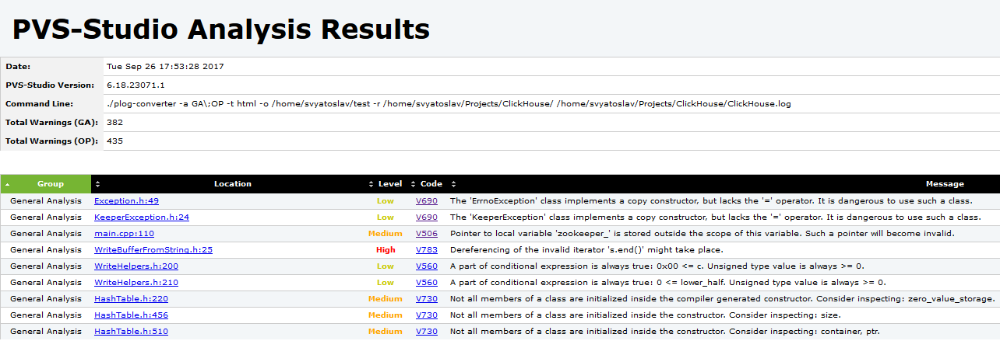 PVS-Studio Analysis Results
Date: Tue Sep 26 17:53:28 2017
PVS-Studio Version: 6.18.23071.1
Command Line: ./plog-converter -a GA\;OP -t html -o /home/svyatoslav/test -r /home/svyatoslav/Projects/ClickHouse/ /home/svyatoslav/Projects/ClickHouse/ClickHouse.log
Total Warnings (GA): 382
Total Warnings (OP): 435
Group Location Level Code Message
General Analysis Exception.h:49 Low V690 The 'ErrnoException' class implements a copy constructor, but lacks the '=' operator. It is dangerous to use such a class.
General Analysis KeeperException.h:24 Low V690 The 'KeeperException' class implements a copy constructor, but lacks the '=' operator. It is dangerous to use such a class.
General Analysis main.cpp:110 Medium V506 Pointer to local variable 'zookeeper_' is stored outside the scope of this variable. Such a pointer will become invalid.
General Analysis WriteBufferFromString.h:25 High V783 Dereferencing of the invalid iterator 's.end()' might take place.
General Analysis WriteHelpers.h:200 Low V560 A part of conditional expression is always true: 0x00 <= c. Unsigned type value is always >= 0.
General Analysis WriteHelpers.h:210 Low V560 A part of conditional expression is always true: 0 <= lower_half. Unsigned type value is always >= 0.
General Analysis HashTable.h:220 Medium V730 Not all members of a class are initialized inside the compiler generated constructor. Consider inspecting: zero_value_storage.
General Analysis HashTable.h:456 Medium V730 Not all members of a class are initialized inside the constructor. Consider inspecting: size.
General Analysis HashTable.h:510 Medium V730 Not all members of a class are initialized inside the constructor. Consider inspecting: container, ptr.